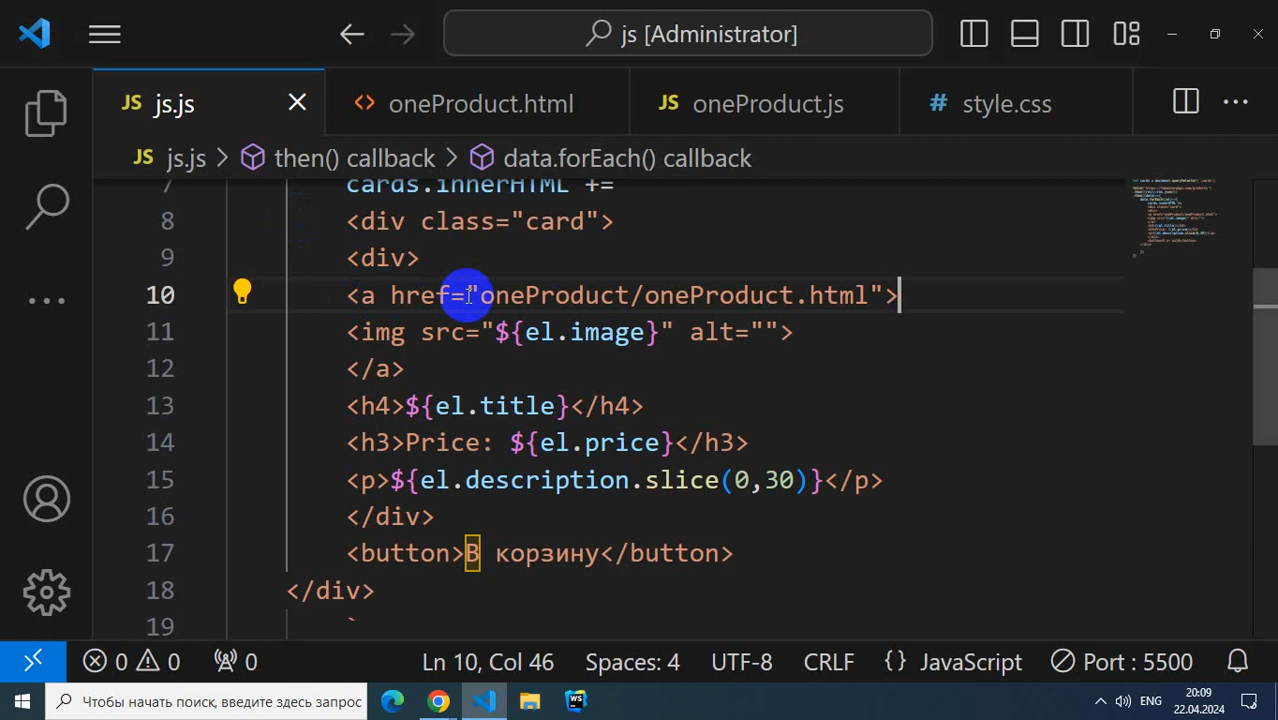 js [Administrator]
JS js.js oneProduct.html JS oneProduct.js # style.css
JS js.js > then() callback > data.forEach() callback
7 cards.innerHTML +=
8 <div class="card">
9 <div>
10 <a href="oneProduct/oneProduct.html">
11 <img src="${el.image}" alt="">
12 </a>
13 <h4>${el.title}</h4>
14 <h3>Price: ${el.price}</h3>
15 <p>${el.description.slice(0,30)}</p>
16 </div>
17 <button>В корзину</button>
18 </div>
19 `
0 0 0 Ln 10, Col 46 Spaces: 4 UTF-8 CRLF {} JavaScript Port : 5500
Чтобы начать поиск, введите здесь запрос WS ENG 20:09
22.04.2024